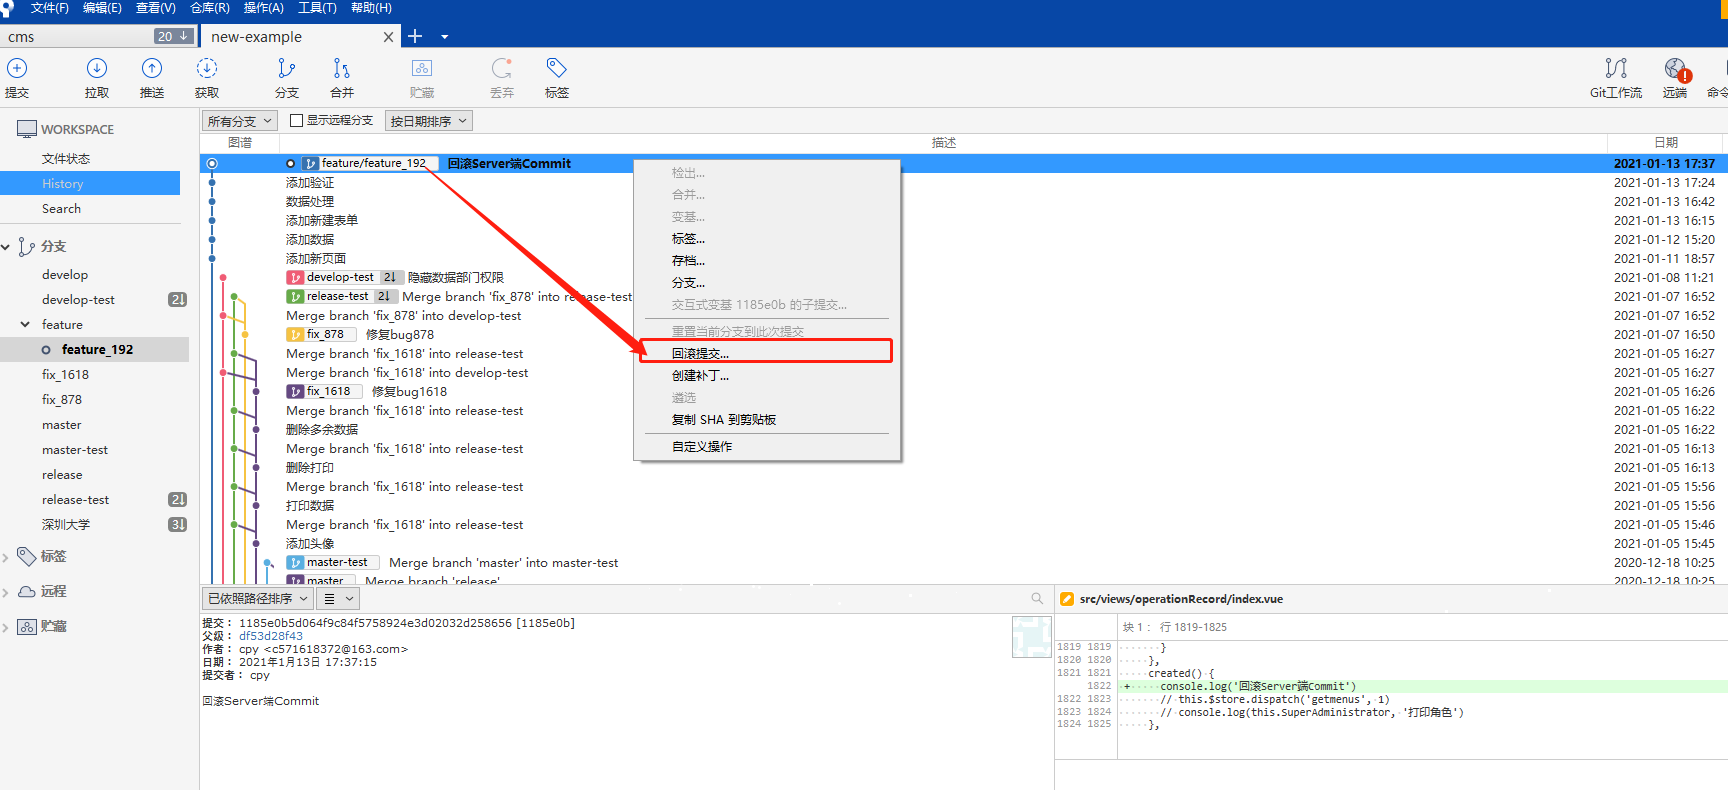 文件(F) 编辑(E) 查看(V) 仓库(R) 操作(A) 工具(T) 帮助(H)
cms 20↓ new-example
提交 拉取 推送 获取 分支 合并 贮藏 丢弃 标签 Git工作流 远端
WORKSPACE
文件状态
History
Search
分支
develop
develop-test 2↓
feature
feature_192
fix_1618
fix_878
master
master-test
release
release-test 2↓
深圳大学 3↓
标签
远程
贮藏
所有分支 显示远程分支 按日期排序
图谱 描述 日期
feature/feature_192 回滚Server端Commit 2021-01-13 17:37
添加验证 2021-01-13 17:24
数据处理 2021-01-13 16:42
添加新建表单 2021-01-13 16:15
添加数据 2021-01-12 15:20
添加新页面 2021-01-11 18:57
develop-test 2↓ 隐藏数据部门权限 2021-01-08 11:21
release-test 2↓ Merge branch 'fix_878' into release-test 2021-01-07 16:52
Merge branch 'fix_878' into develop-test 2021-01-07 16:52
fix_878 修复bug878 2021-01-07 16:50
Merge branch 'fix_1618' into release-test 2021-01-05 16:27
Merge branch 'fix_1618' into develop-test 2021-01-05 16:27
fix_1618 修复bug1618 2021-01-05 16:26
Merge branch 'fix_1618' into release-test 2021-01-05 16:22
删除多余数据 2021-01-05 16:22
Merge branch 'fix_1618' into release-test 2021-01-05 16:13
删除打印 2021-01-05 16:13
Merge branch 'fix_1618' into release-test 2021-01-05 15:56
打印数据 2021-01-05 15:56
Merge branch 'fix_1618' into release-test 2021-01-05 15:46
添加头像 2021-01-05 15:45
master-test Merge branch 'master' into master-test 2020-12-18 10:25
master Merge branch 'release' 2020-12-18 10:25
检出...
合并...
变基...
标签...
存档...
分支...
交互式变基 1185e0b 的子提交...
重置当前分支到此次提交
回滚提交...
创建补丁...
遴选
复制 SHA 到剪贴板
自定义操作
已依照路径排序
提交： 1185e0b5d064f9c84f5758924e3d02032d258656 [1185e0b]
父级： df53d28f43
作者： cpy <c571618372@163.com>
日期： 2021年1月13日 17:37:15
提交者： cpy
回滚Server端Commit
src/views/operationRecord/index.vue
块 1： 行 1819-1825
1819 1819 }
1820 1820 },
1821 1821 created() {
1822 + console.log('回滚Server端Commit')
1822 1823 // this.$store.dispatch('getmenus', 1)
1823 1824 // console.log(this.SuperAdministrator, '打印角色')
1824 1825 },